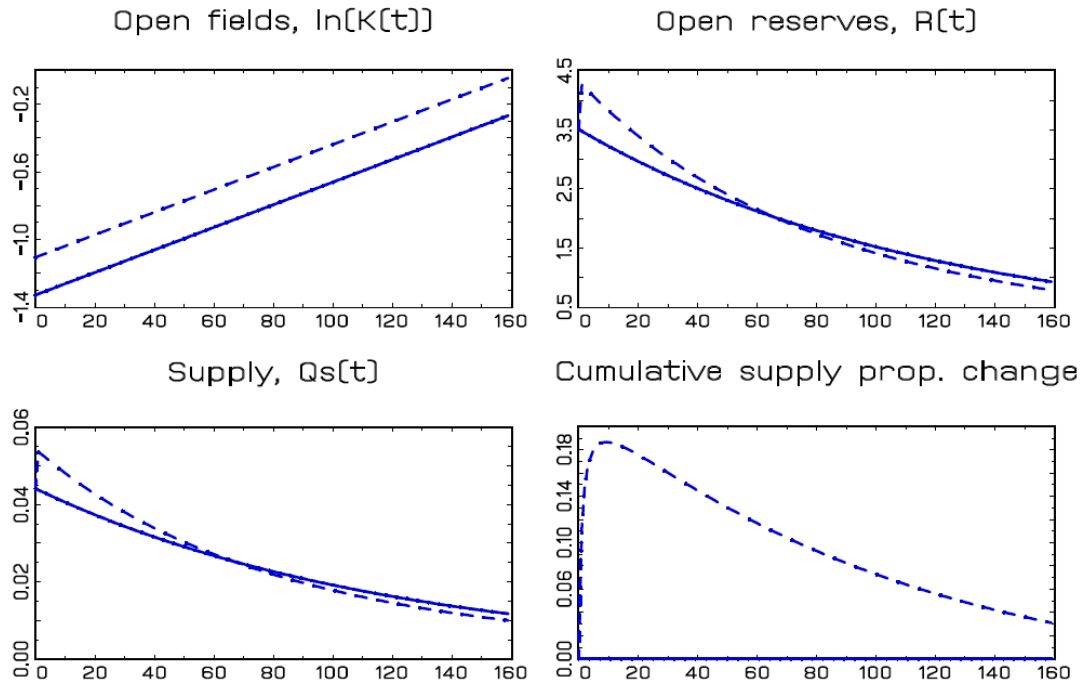 Open fields, ln(K(t))
Open reserves, R(t)
-0.2
-0.6
-1.0
-1.4
0 20 40 60 80 100 120 140 160
4.5
3.5
2.5
1.5
0.5
0 20 40 60 80 100 120 140 160
Supply, Qs(t)
Cumulative supply prop. change
0.06
0.04
0.02
0.00
0 20 40 60 80 100 120 140 160
0.18
0.14
0.10
0.06
0.00
0 20 40 60 80 100 120 140 160